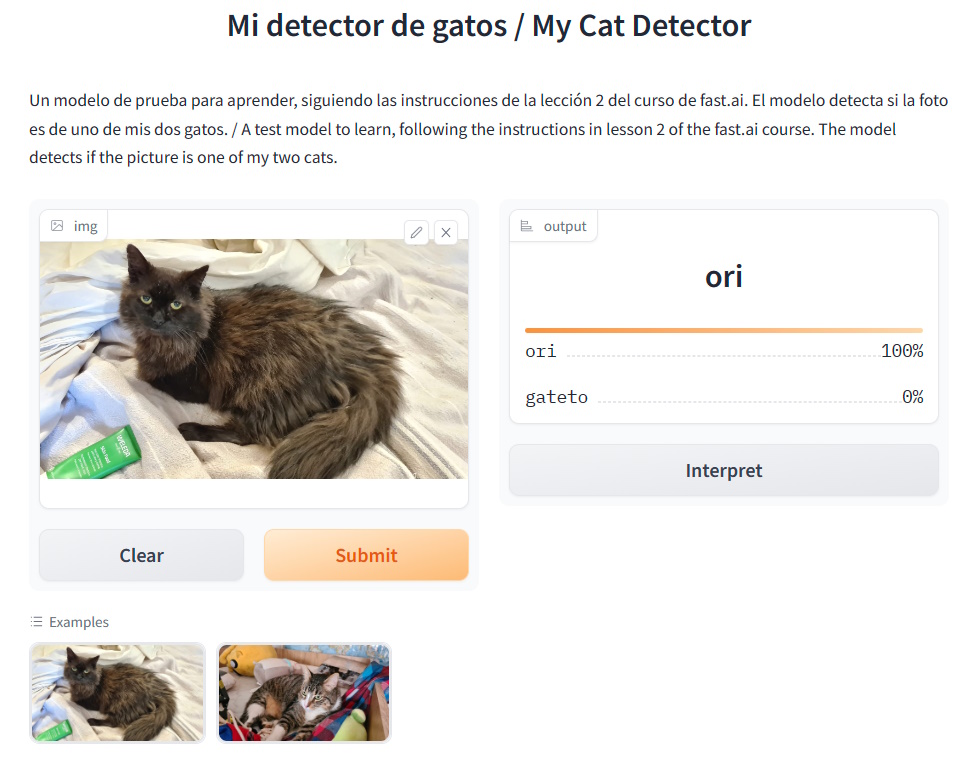 Mi detector de gatos / My Cat Detector
Un modelo de prueba para aprender, siguiendo las instrucciones de la lección 2 del curso de fast.ai. El modelo detecta si la foto
es de uno de mis dos gatos. / A test model to learn, following the instructions in lesson 2 of the fast.ai course. The model
detects if the picture is one of my two cats.
img
WELEDA
Clear
Submit
output
ori
ori 100%
gateto 0%
Interpret
Examples